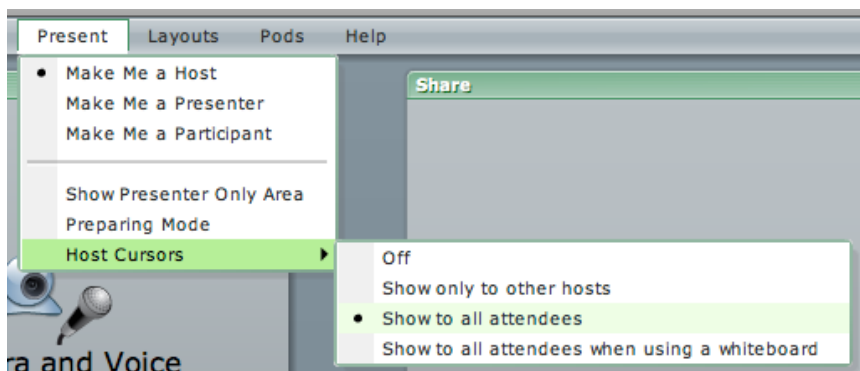 Present Layouts Pods Help
Make Me a Host
Make Me a Presenter
Make Me a Participant
Show Presenter Only Area
Preparing Mode
Host Cursors
Share
Off
Show only to other hosts
Show to all attendees
Show to all attendees when using a whiteboard
ra and Voice